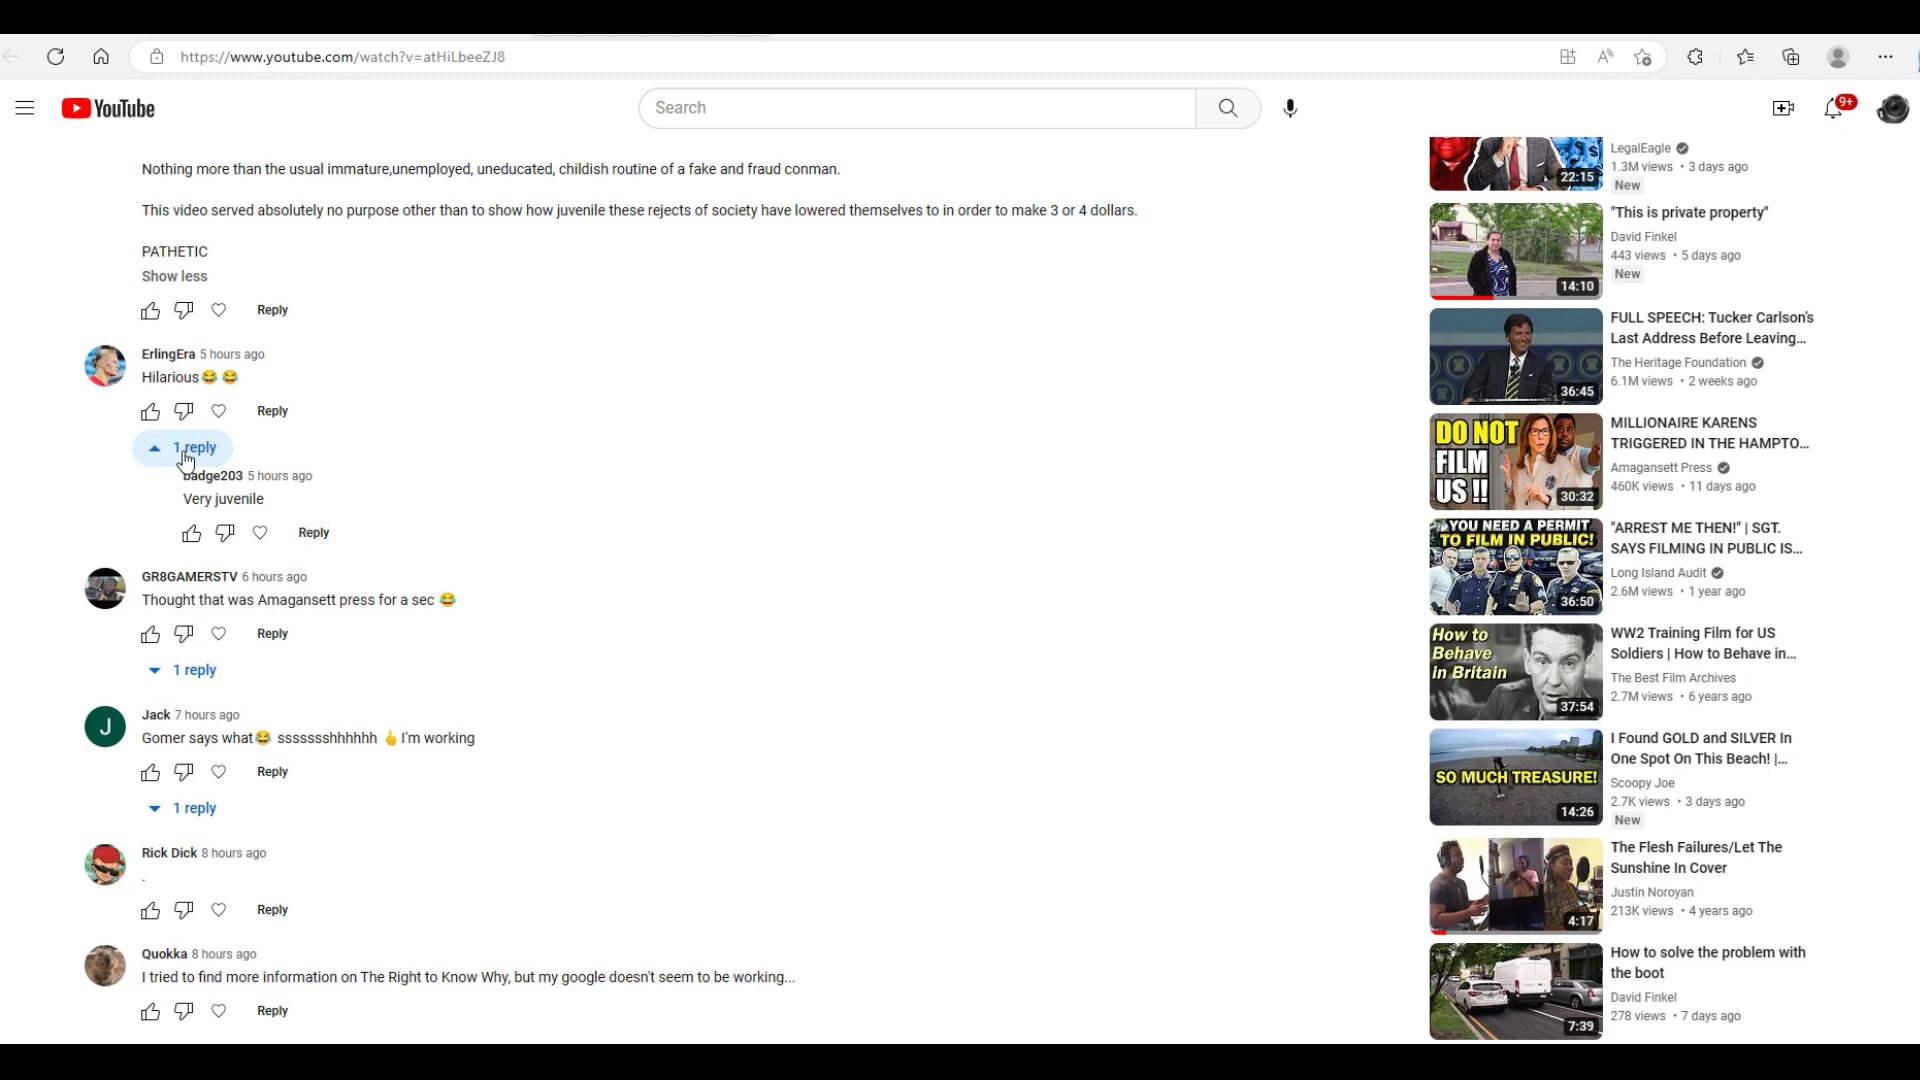 https://www.youtube.com/watch?v=atHiLbeeZJ8
YouTube
Search
9+
Nothing more than the usual immature,unemployed, uneducated, childish routine of a fake and fraud conman.
This video served absolutely no purpose other than to show how juvenile these rejects of society have lowered themselves to in order to make 3 or 4 dollars.
PATHETIC
Show less
Reply
ErlingEra 5 hours ago
Hilarious😂 😂
Reply
1 reply
badge203 5 hours ago
Very juvenile
Reply
GR8GAMERSTV 6 hours ago
Thought that was Amagansett press for a sec 😂
Reply
1 reply
J
Jack 7 hours ago
Gomer says what😂 ssssssshhhhhh 👆I'm working
Reply
1 reply
Rick Dick 8 hours ago
.
Reply
Quokka 8 hours ago
I tried to find more information on The Right to Know Why, but my google doesn't seem to be working...
Reply
22:15
LegalEagle
1.3M views • 3 days ago
New
14:10
"This is private property"
David Finkel
443 views • 5 days ago
New
36:45
FULL SPEECH: Tucker Carlson's
Last Address Before Leaving...
The Heritage Foundation
6.1M views • 2 weeks ago
DO NOT
FILM
US !!
30:32
MILLIONAIRE KARENS
TRIGGERED IN THE HAMPTO...
Amagansett Press
460K views • 11 days ago
YOU NEED A PERMIT
TO FILM IN PUBLIC!
36:50
"ARREST ME THEN!" | SGT.
SAYS FILMING IN PUBLIC IS...
Long Island Audit
2.6M views • 1 year ago
How to
Behave
in Britain
37:54
WW2 Training Film for US
Soldiers | How to Behave in...
The Best Film Archives
2.7M views • 6 years ago
SO MUCH TREASURE!
14:26
I Found GOLD and SILVER In
One Spot On This Beach! |...
Scoopy Joe
2.7K views • 3 days ago
New
4:17
The Flesh Failures/Let The
Sunshine In Cover
Justin Noroyan
213K views • 4 years ago
7:39
How to solve the problem with
the boot
David Finkel
278 views • 7 days ago